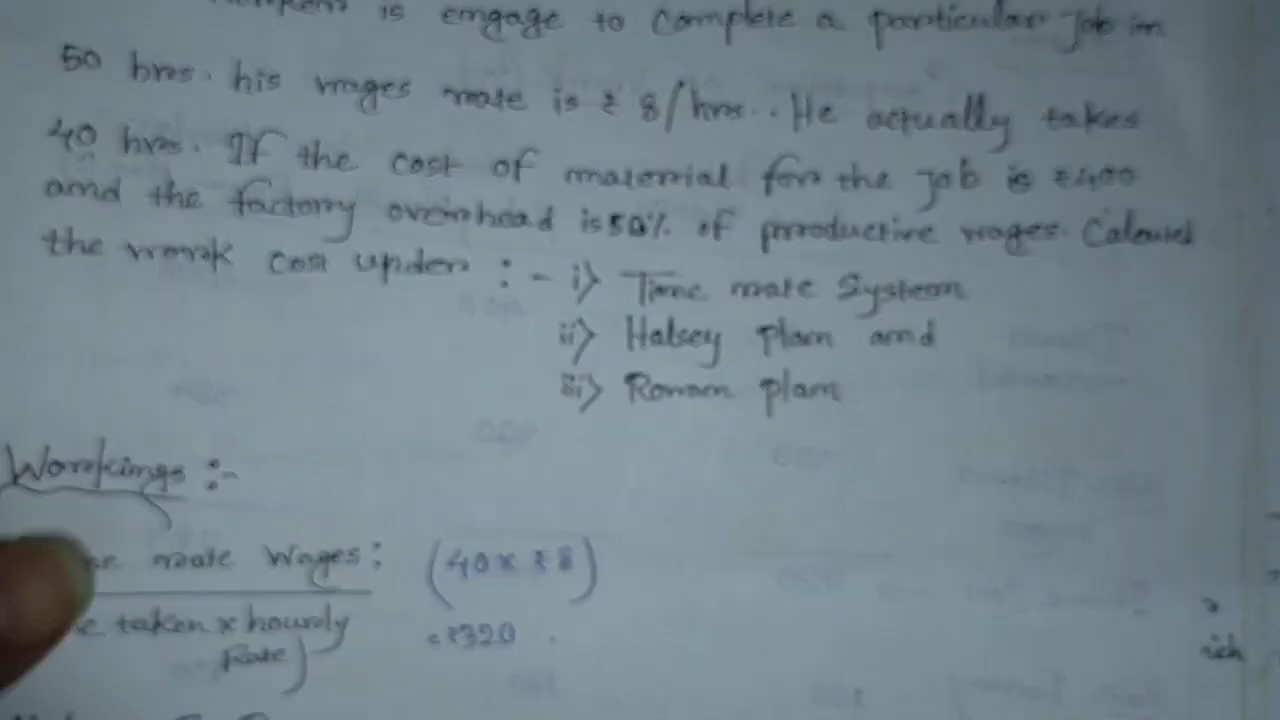 is engage to complete a particular job in
50 hrs. his wages rate is ₹ 8/hrs.. He actually takes
40 hrs. If the cost of material for the job is ₹400
and the factory overhead is 50% of productive wages.
the work cost under :- i) Time rate System
ii) Halsey plan and
iii) Rowan plan
Workings :-
rate Wages: (40 x ₹ 8)
taken x hourly = ₹320
Rate)